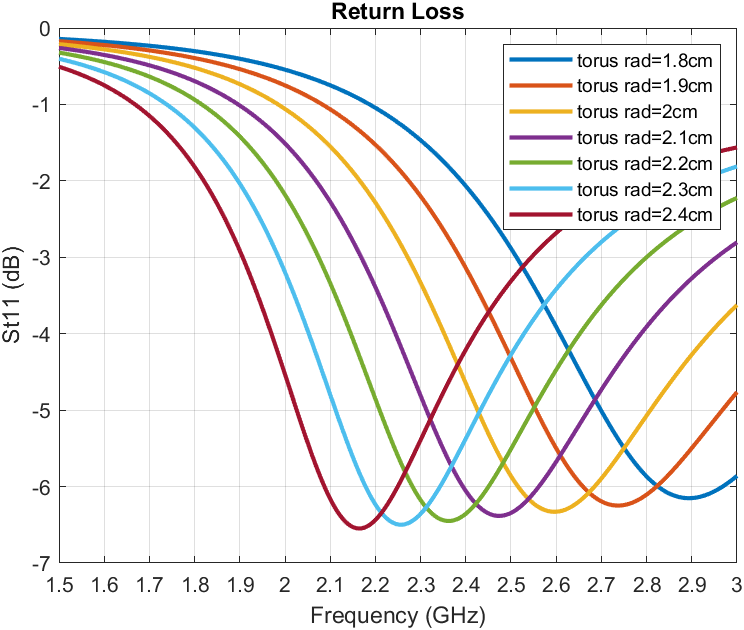 Return Loss
0
-1
-2
-3
-4
-5
-6
-7
St11 (dB)
torus rad=1.8cm
torus rad=1.9cm
torus rad=2cm
torus rad=2.1cm
torus rad=2.2cm
torus rad=2.3cm
torus rad=2.4cm
1.5 1.6 1.7 1.8 1.9 2 2.1 2.2 2.3 2.4 2.5 2.6 2.7 2.8 2.9 3
Frequency (GHz)